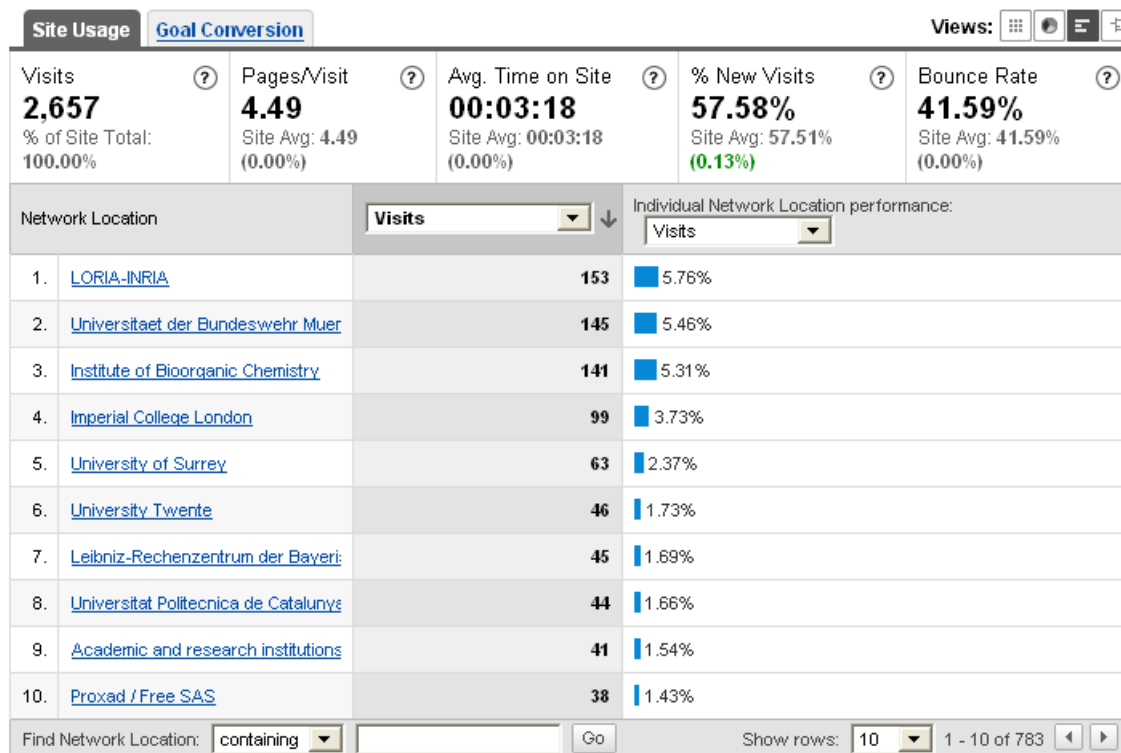 Site Usage Goal Conversion Views:
Visits ? Pages/Visit ? Avg. Time on Site ? % New Visits ? Bounce Rate ?
2,657 4.49 00:03:18 57.58% 41.59%
% of Site Total: Site Avg: 4.49 Site Avg: 00:03:18 Site Avg: 57.51% Site Avg: 41.59%
100.00% (0.00%) (0.00%) (0.13%) (0.00%)
Network Location Visits Individual Network Location performance:
Visits
1. LORIA-INRIA 153 5.76%
2. Universitaet der Bundeswehr Muer 145 5.46%
3. Institute of Bioorganic Chemistry 141 5.31%
4. Imperial College London 99 3.73%
5. University of Surrey 63 2.37%
6. University Twente 46 1.73%
7. Leibniz-Rechenzentrum der Bayeri 45 1.69%
8. Universitat Politecnica de Catalunya 44 1.66%
9. Academic and research institutions 41 1.54%
10. Proxad / Free SAS 38 1.43%
Find Network Location: containing Go Show rows: 10 1 - 10 of 783